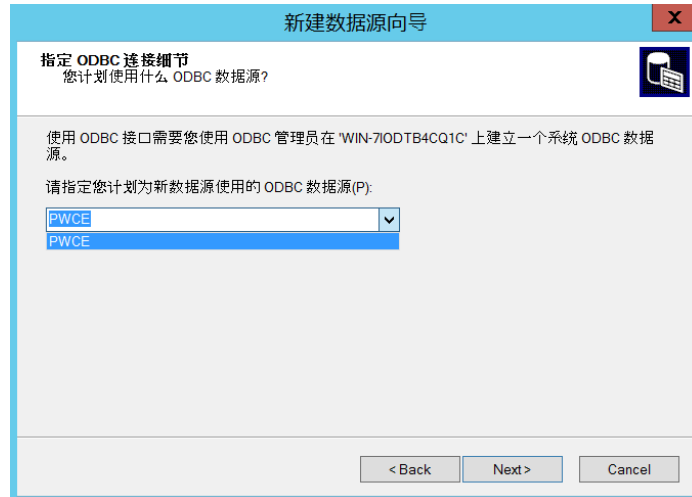 新建数据源向导
x
指定 ODBC 连接细节
您计划使用什么 ODBC 数据源?
使用 ODBC 接口需要您使用 ODBC 管理员在 'WIN-7IODTB4CQ1C' 上建立一个系统 ODBC 数据
源。
请指定您计划为新数据源使用的 ODBC 数据源(P):
PWCE
PWCE
< Back
Next >
Cancel